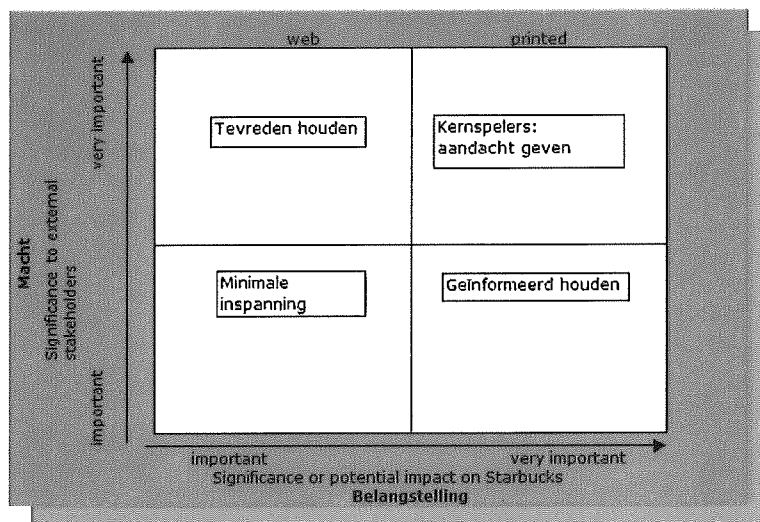 web
printed
very important
Tevreden houden
Kernspelers:
aandacht geven
Macht
Significance to external
stakeholders
Minimale
inspanning
Geïnformeerd houden
important
important
very important
Significance or potential impact on Starbucks
Belangstelling